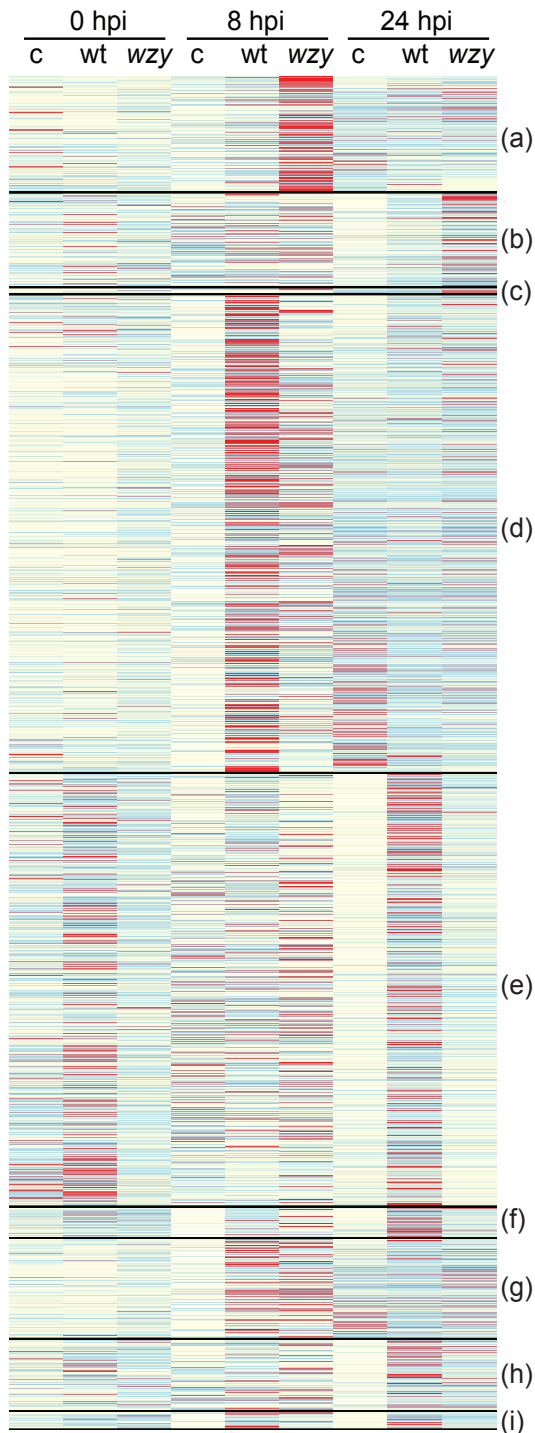 0 hpi 8 hpi 24 hpi
c wt wzy c wt wzy c wt wzy
(a)
(b)
(c)
(d)
(e)
(f)
(g)
(h)
(i)